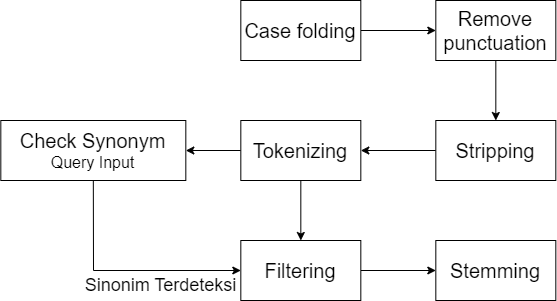 Case folding
Remove
punctuation
Check Synonym
Query Input
Tokenizing
Stripping
Sinonim Terdeteksi
Filtering
Stemming